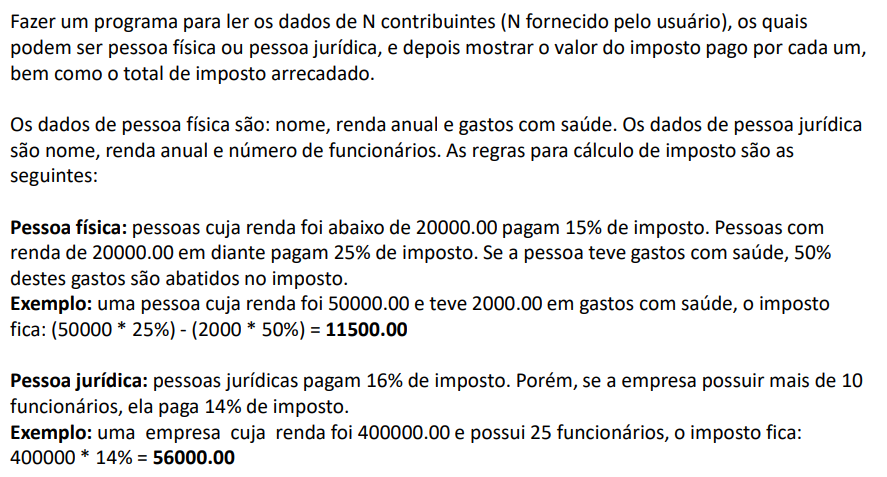 Fazer um programa para ler os dados de N contribuintes (N fornecido pelo usuário), os quais
podem ser pessoa física ou pessoa jurídica, e depois mostrar o valor do imposto pago por cada um,
bem como o total de imposto arrecadado.
Os dados de pessoa física são: nome, renda anual e gastos com saúde. Os dados de pessoa jurídica
são nome, renda anual e número de funcionários. As regras para cálculo de imposto são as
seguintes:
Pessoa física: pessoas cuja renda foi abaixo de 20000.00 pagam 15% de imposto. Pessoas com
renda de 20000.00 em diante pagam 25% de imposto. Se a pessoa teve gastos com saúde, 50%
destes gastos são abatidos no imposto.
Exemplo: uma pessoa cuja renda foi 50000.00 e teve 2000.00 em gastos com saúde, o imposto
fica: (50000 * 25%) - (2000 * 50%) = 11500.00
Pessoa jurídica: pessoas jurídicas pagam 16% de imposto. Porém, se a empresa possuir mais de 10
funcionários, ela paga 14% de imposto.
Exemplo: uma empresa cuja renda foi 400000.00 e possui 25 funcionários, o imposto fica:
400000 * 14% = 56000.00